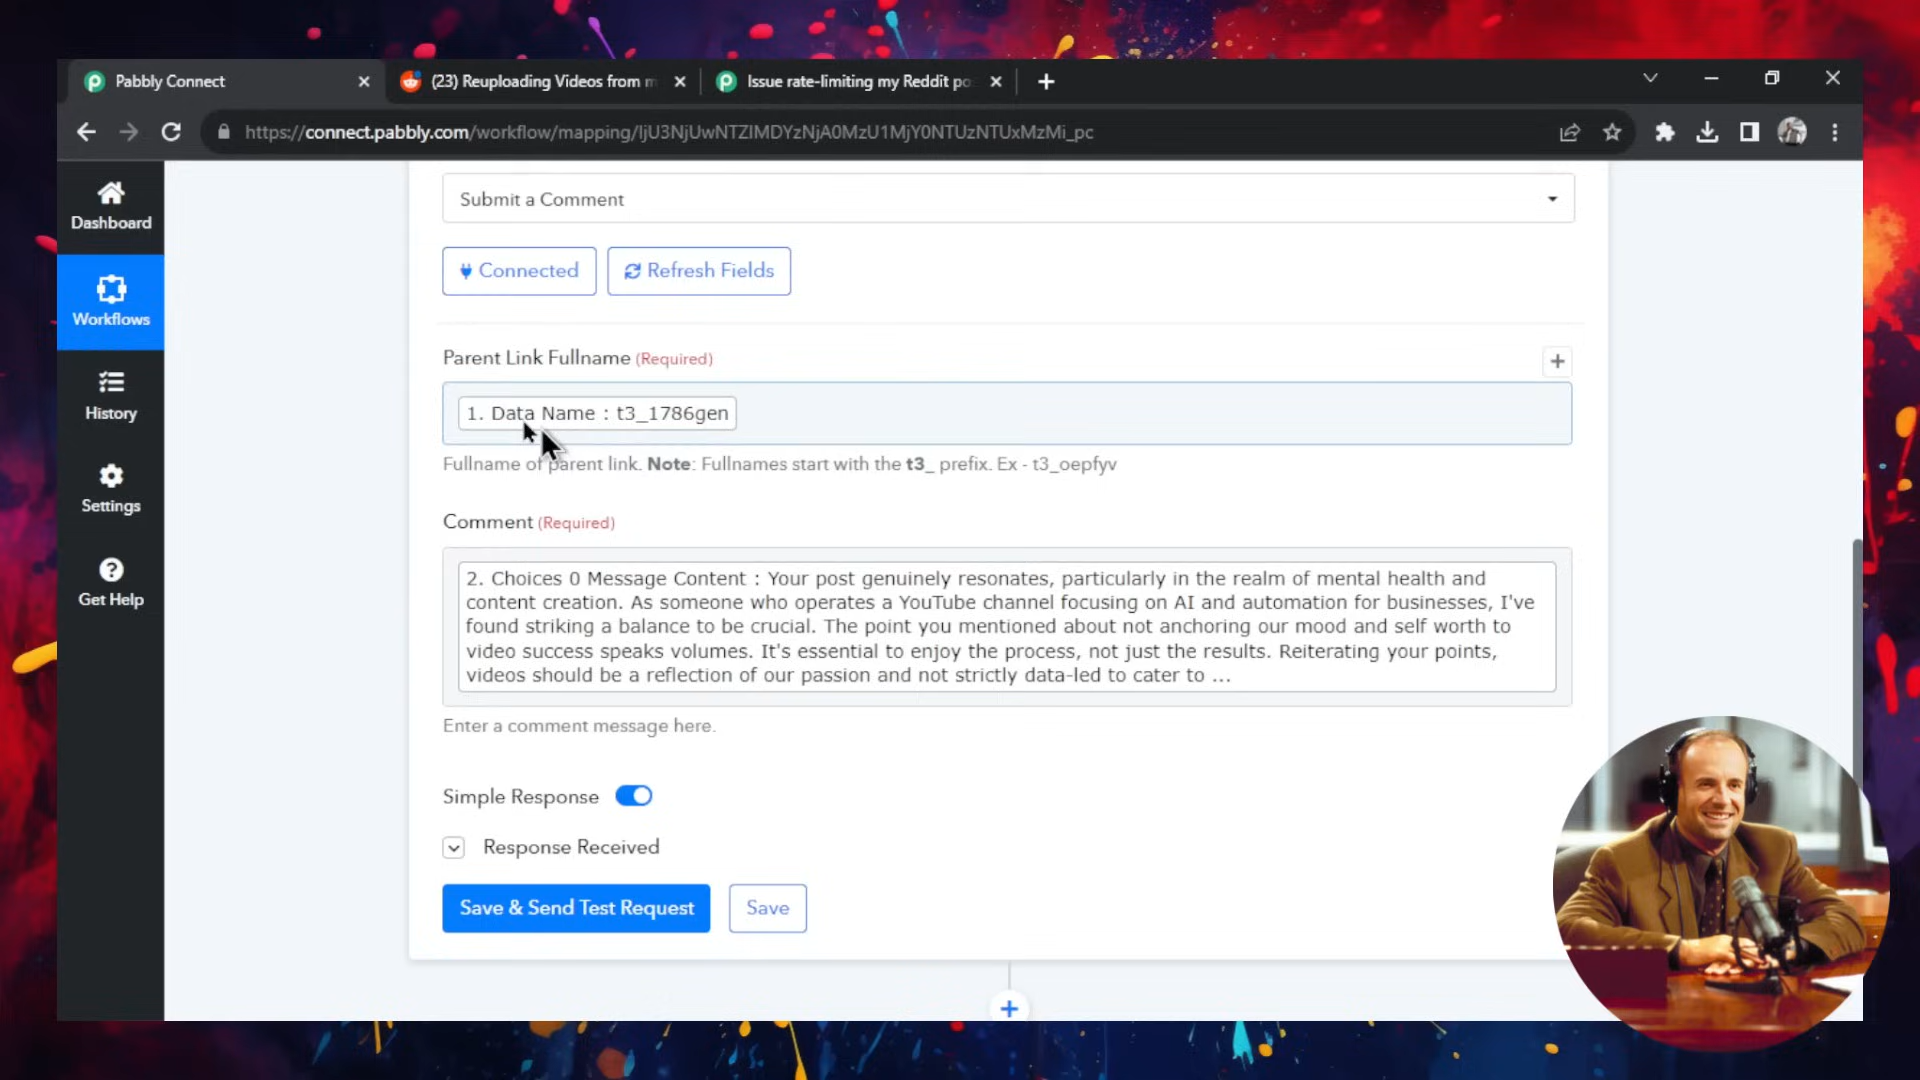 Pabbly Connect
(23) Reuploading Videos from m
Issue rate-limiting my Reddit po
https://connect.pabbly.com/workflow/mapping/
Dashboard
Workflows
History
Settings
Get Help
Submit a Comment
Connected
Refresh Fields
Parent Link Fullname (Required)
1. Data Name : t3_1786gen
Fullname of parent link. Note: Fullnames start with the t3_ prefix. Ex - t3_oepfyv
Comment (Required)
2. Choices 0 Message Content : Your post genuinely resonates, particularly in the realm of mental health and
content creation. As someone who operates a YouTube channel focusing on AI and automation for businesses, I've
found striking a balance to be crucial. The point you mentioned about not anchoring our mood and self worth to
video success speaks volumes. It's essential to enjoy the process, not just the results. Reiterating your points,
videos should be a reflection of our passion and not strictly data-led to cater to ...
Enter a comment message here.
Simple Response
Response Received
Save & Send Test Request
Save